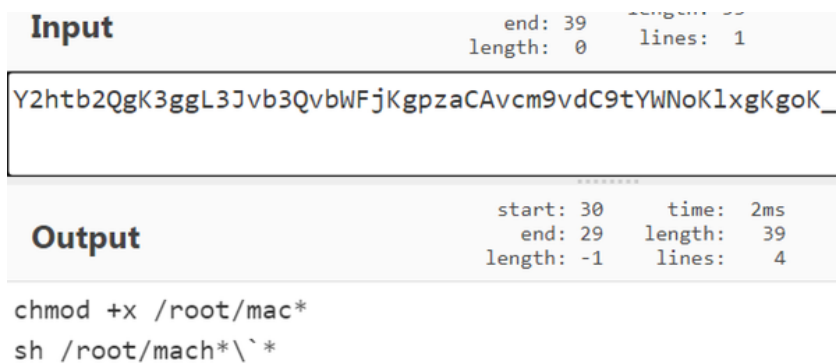 Input
end: 39
length: 0
lines: 1
Y2htb2QgK3ggL3Jvb3QvbWFjKgpzaCAvcm9vdC9tYWNoKlxgKgoK_
Output
start: 30
end: 29
length: -1
time: 2ms
length: 39
lines: 4
chmod +x /root/mac*
sh /root/mach*\`*